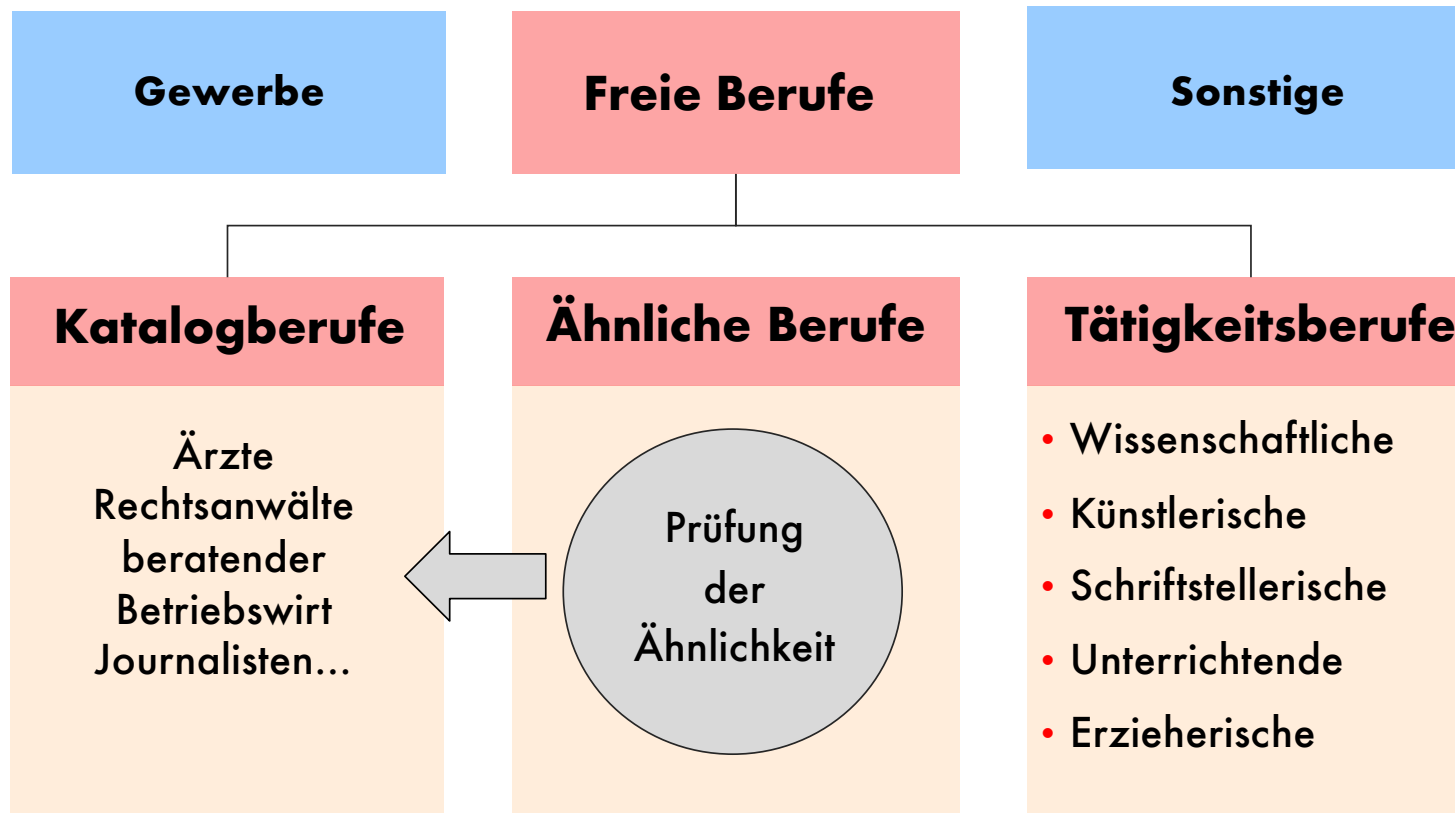 Gewerbe
Freie Berufe
Sonstige
Katalogberufe
Ähnliche Berufe
Tätigkeitsberufe
Ärzte
Rechtsanwälte
beratender
Betriebswirt
Journalisten...
Prüfung
der
Ähnlichkeit
• Wissenschaftliche
• Künstlerische
• Schriftstellerische
• Unterrichtende
• Erzieherische